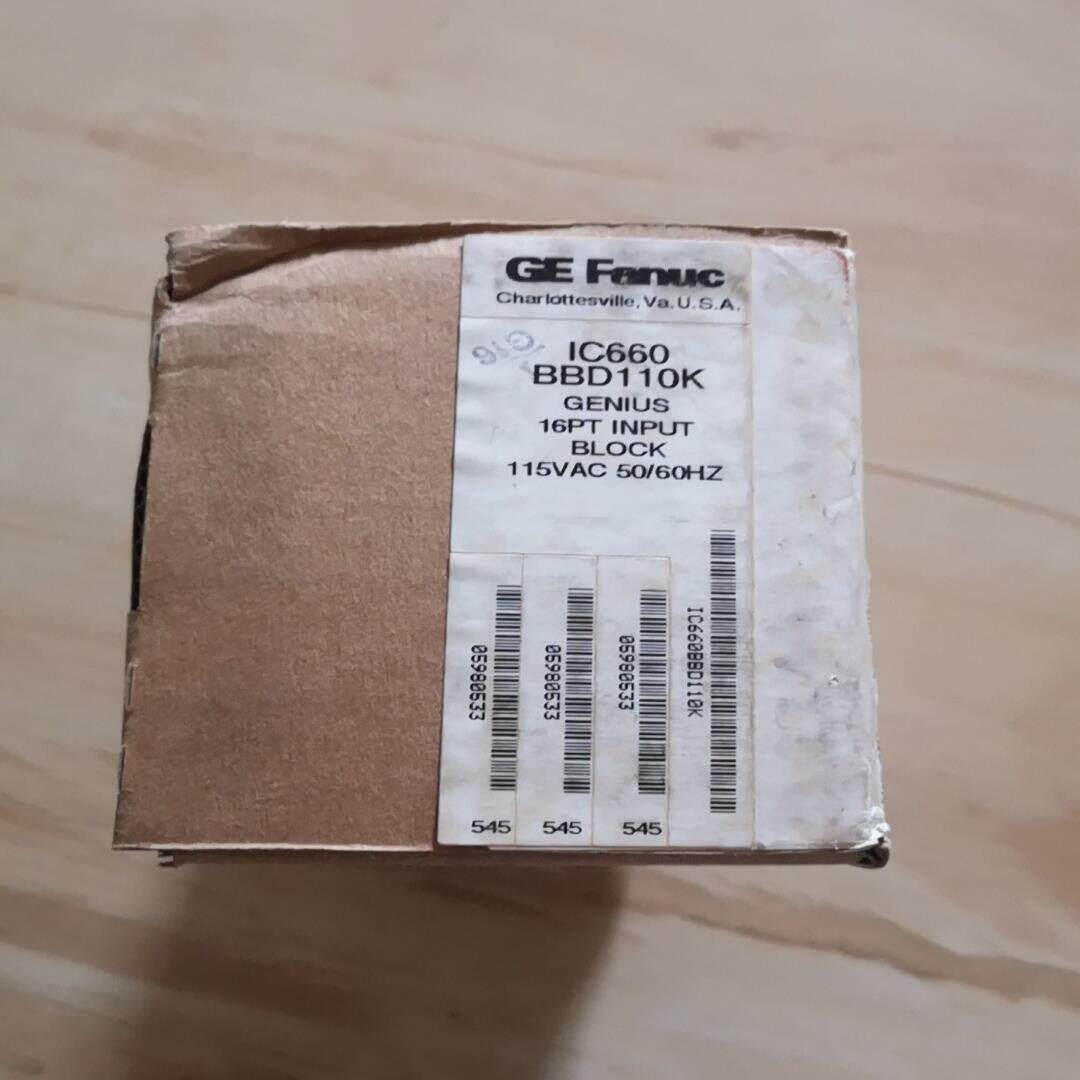 GE Fanuc
Charlottesville, Va. U.S.A.
IC660
BBD110K
GENIUS
16PT INPUT
BLOCK
115VAC 50/60HZ
05980533
545
05980533
545
05980533
545
IC660BBD110K